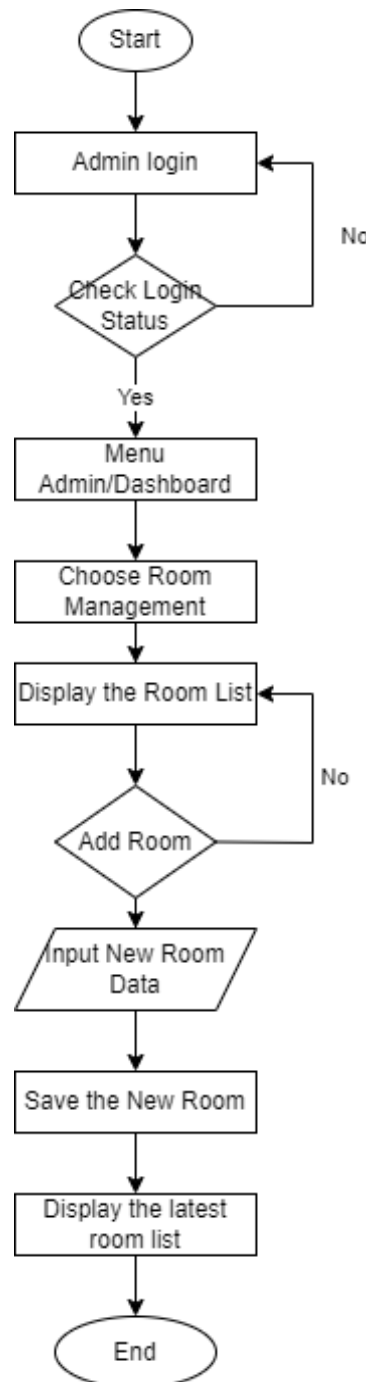 Start
Admin login
No
Check Login
Status
Yes
Menu
Admin/Dashboard
Choose Room
Management
Display the Room List
No
Add Room
Input New Room
Data
Save the New Room
Display the latest
room list
End